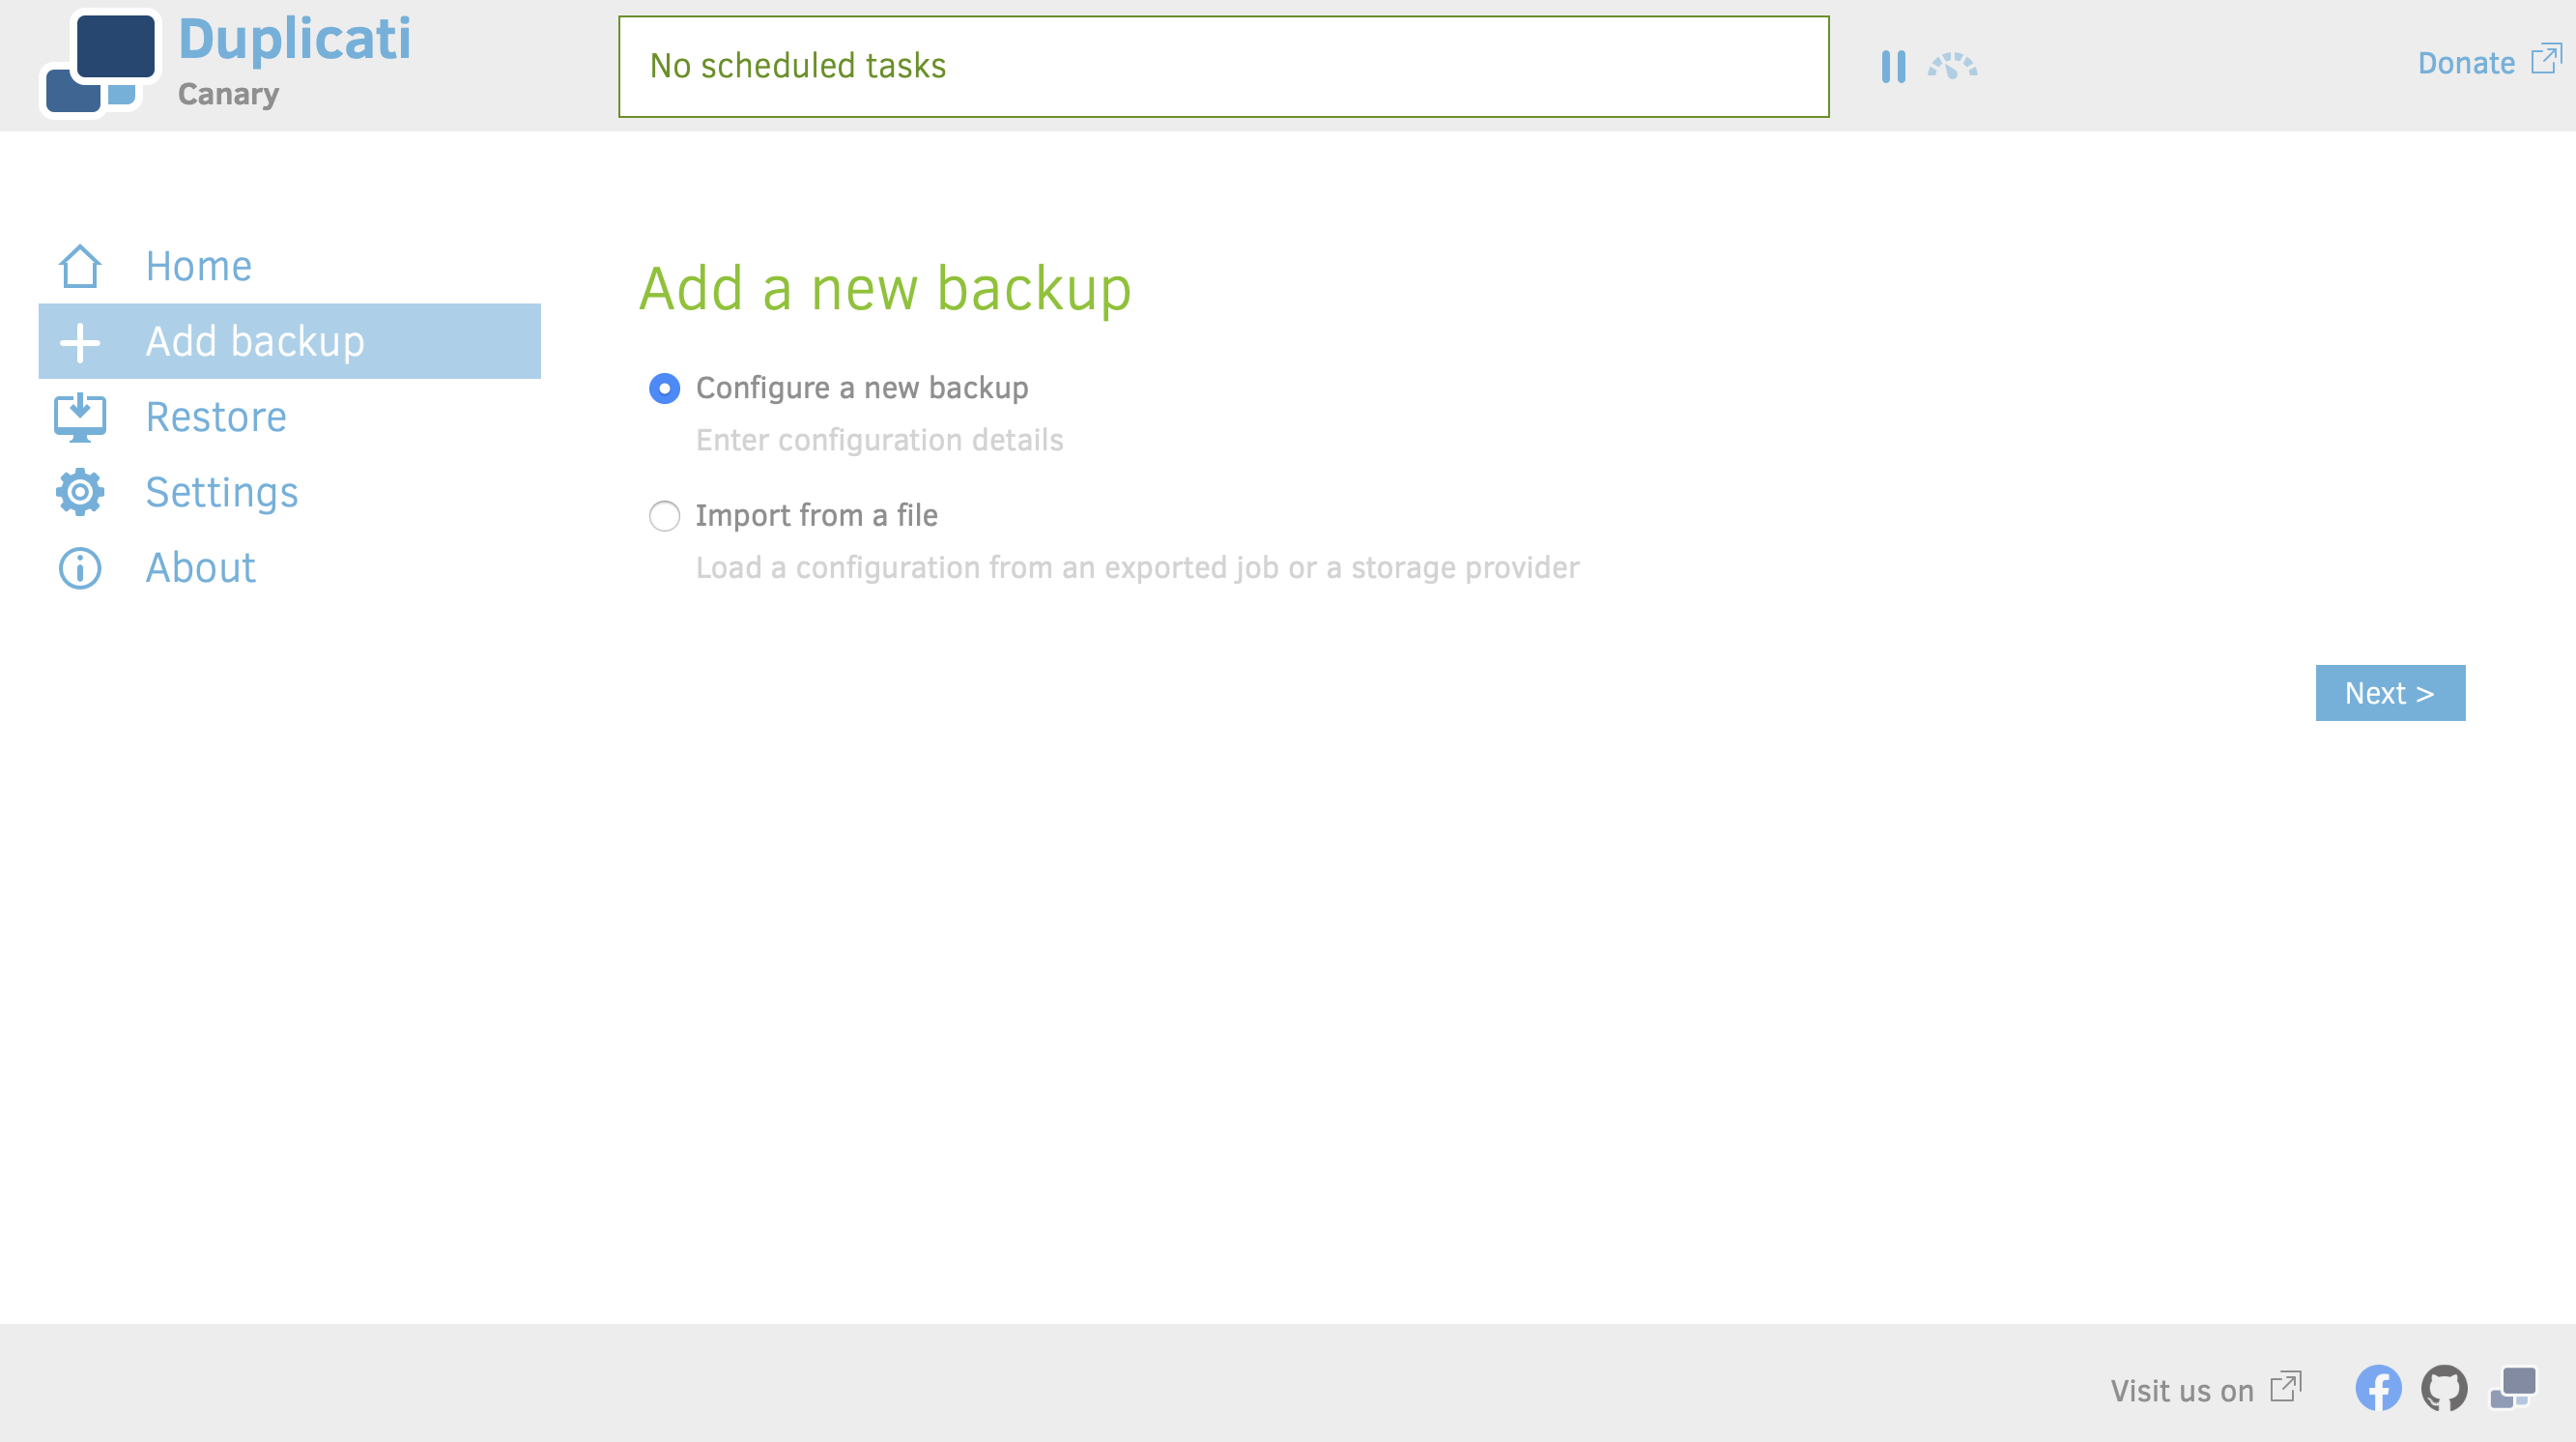 Duplicati
Canary
No scheduled tasks
Donate
Home
Add backup
Restore
Settings
About
Add a new backup
Configure a new backup
Enter configuration details
Import from a file
Load a configuration from an exported job or a storage provider
Next >
Visit us on